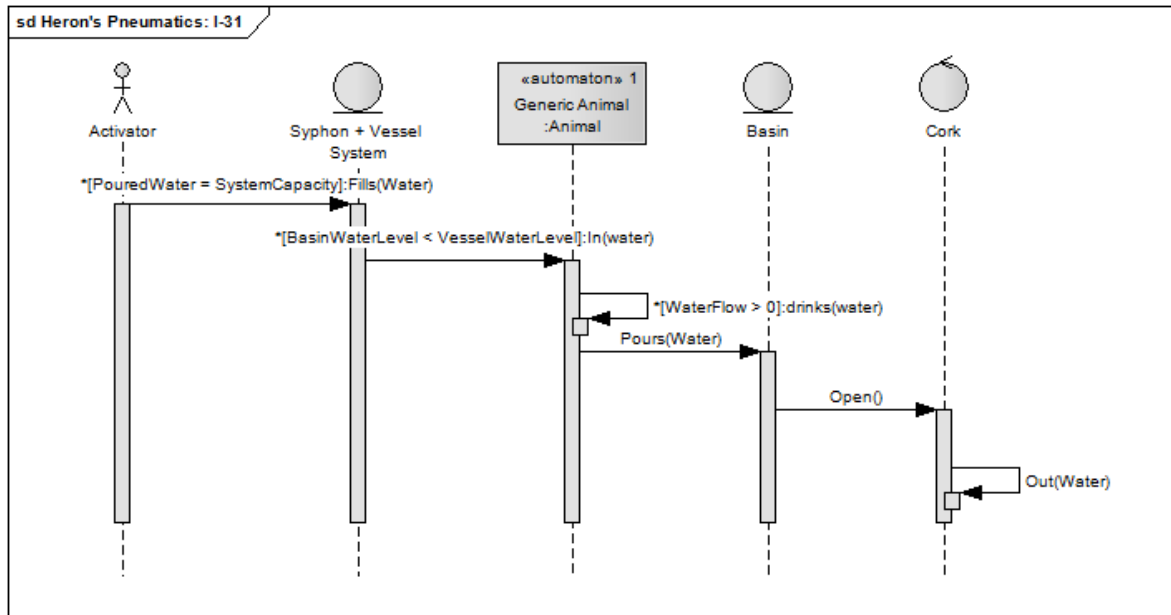 sd Heron's Pneumatics: I-31
«automaton» 1
Generic Animal
:Animal
Activator
Syphon + Vessel
System
Basin
Cork
*[PouredWater = SystemCapacity]:Fills(Water)
*[BasinWaterLevel < VesselWaterLevel]:In(water)
*[WaterFlow > 0]:drinks(water)
Pours(Water)
Open()
Out(Water)